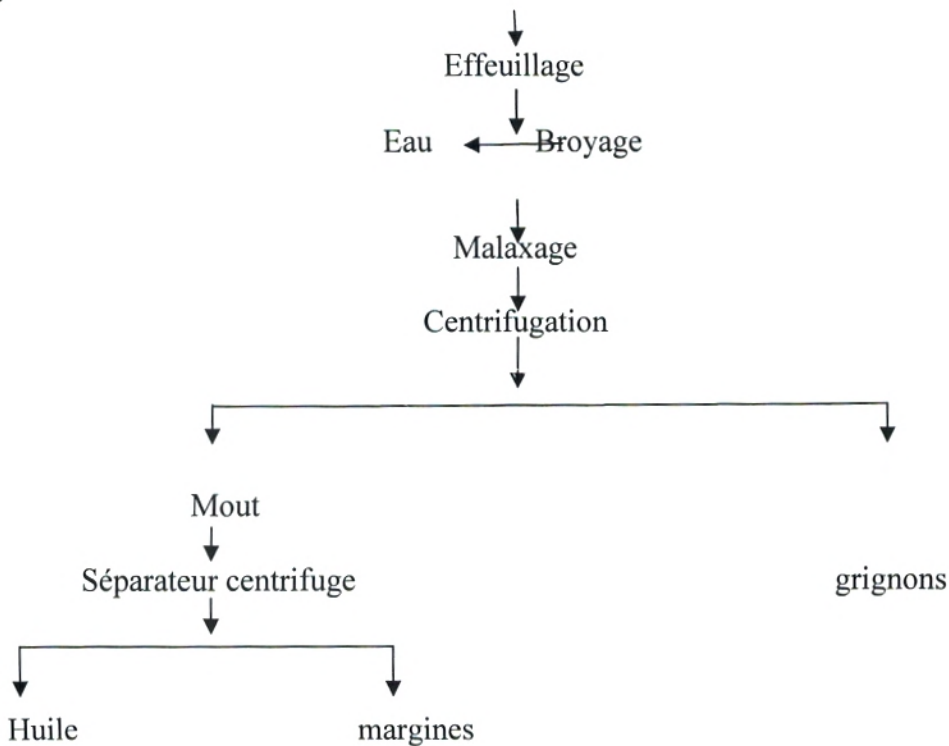 Effeuillage
Eau Broyage
Malaxage
Centrifugation
Mout
Séparateur centrifuge grignons
Huile margines